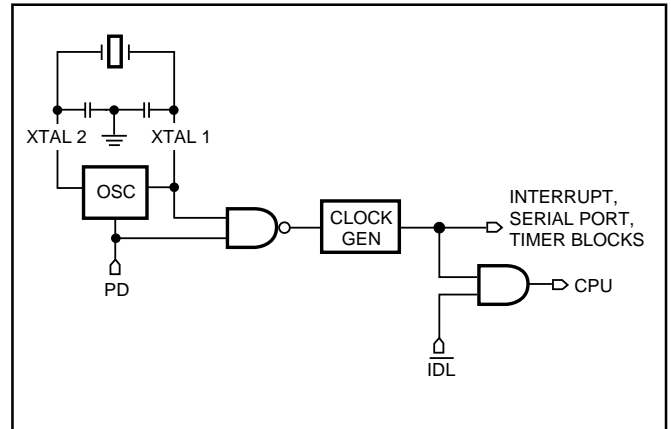 XTAL 2
XTAL 1
OSC
PD
CLOCK
GEN
INTERRUPT,
SERIAL PORT,
TIMER BLOCKS
CPU
IDL